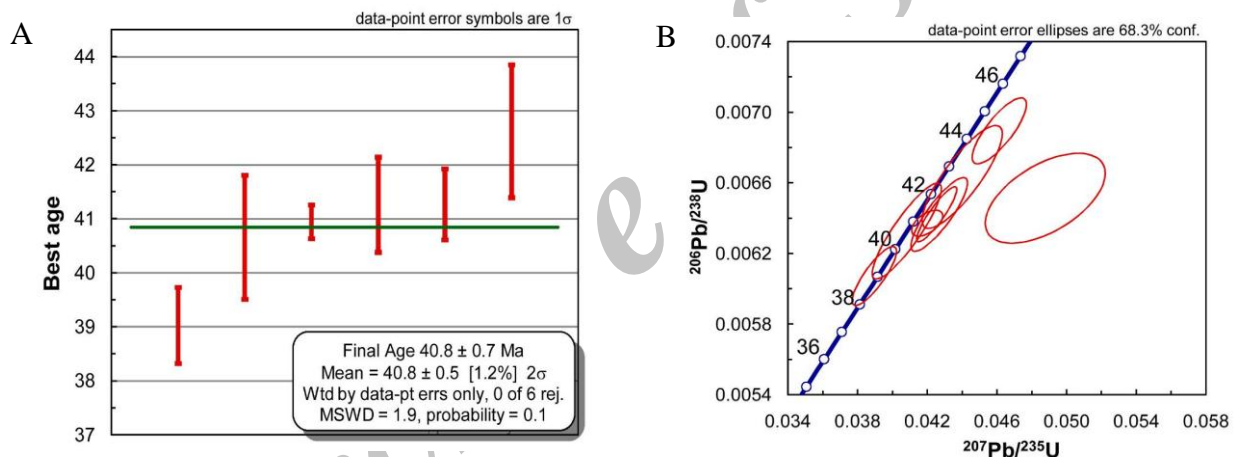 A
data-point error symbols are 1σ
44
43
42
41
40
39
38
37
Best age
Final Age 40.8 ± 0.7 Ma
Mean = 40.8 ± 0.5 [1.2%] 2σ
Wtd by data-pt errs only, 0 of 6 rej.
MSWD = 1.9, probability = 0.1
B
data-point error ellipses are 68.3% conf.
0.0074
0.0070
0.0066
0.0062
0.0058
0.0054
206Pb/238U
46
44
42
40
38
36
0.034 0.038 0.042 0.046 0.050 0.054 0.058
207Pb/235U